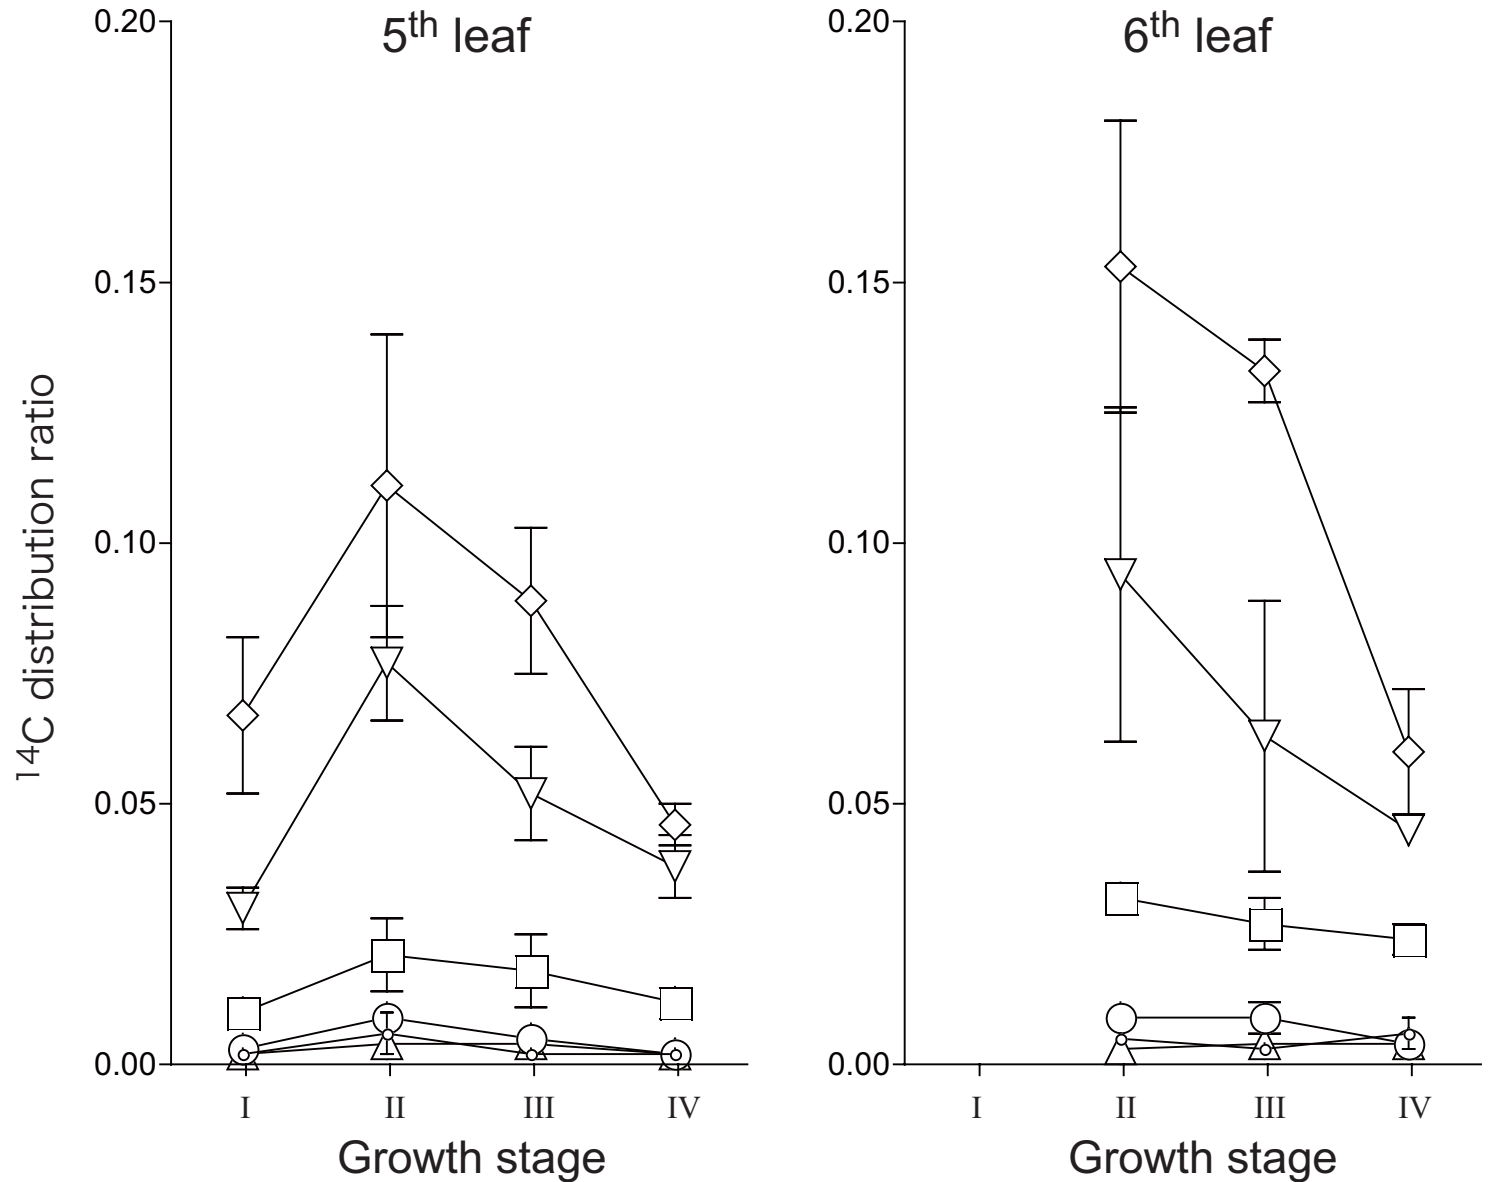 5th leaf
6th leaf
14C distribution ratio
0.20
0.15
0.10
0.05
0.00
I II III IV
Growth stage
0.20
0.15
0.10
0.05
0.00
I II III IV
Growth stage